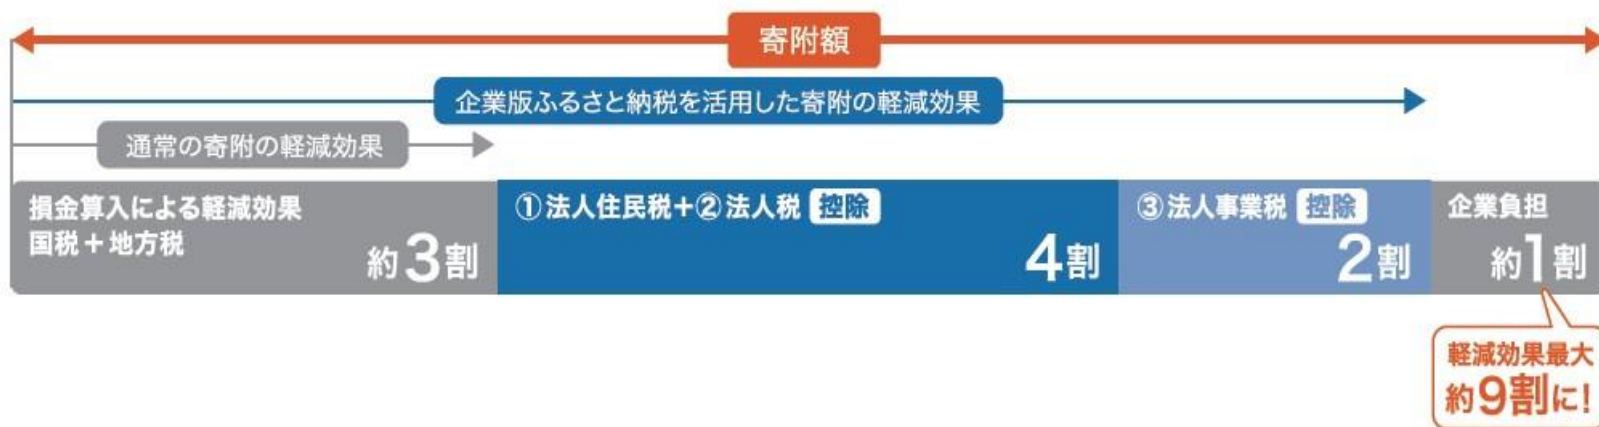 寄附額
企業版ふるさと納税を活用した寄附の軽減効果
通常の寄附の軽減効果
損金算入による軽減効果
国税+地方税
約3割
①法人住民税+②法人税 控除
4割
③法人事業税 控除
2割
企業負担
約1割
軽減効果最大
約9割に!